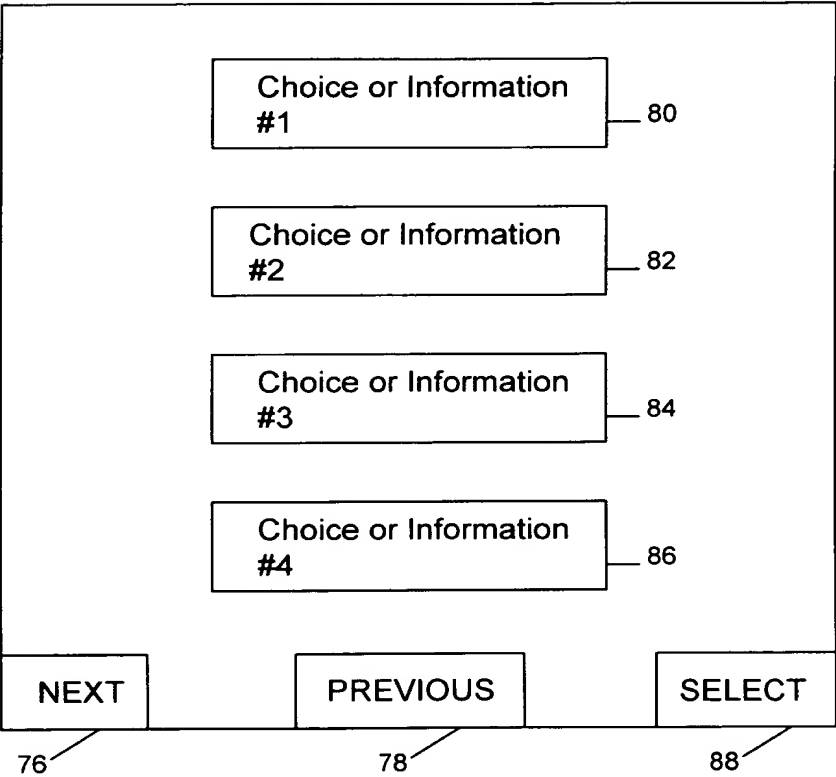 Choice or Information
#1
80
Choice or Information
#2
82
Choice or Information
#3
84
Choice or Information
#4
86
NEXT
PREVIOUS
SELECT
76
78
88